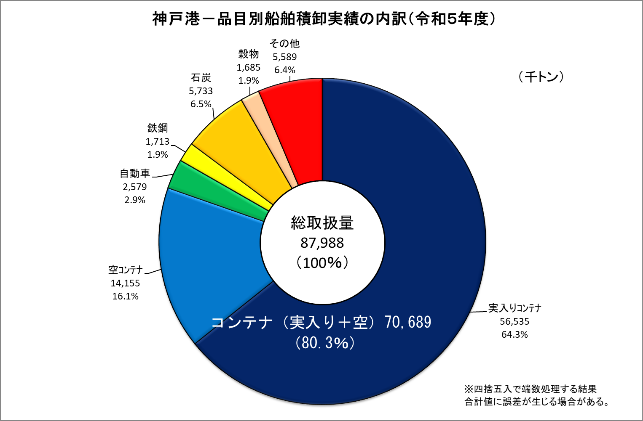 神戸港－品目別船舶積卸実績の内訳(令和5年度)
(千トン)
その他
5,589
6.4%
穀物
1,685
1.9%
石炭
5,733
6.5%
鉄鋼
1,713
1.9%
自動車
2,579
2.9%
空コンテナ
14,155
16.1%
総取扱量
87,988
(100%)
コンテナ(実入り＋空)70,689
(80.3%)
実入りコンテナ
56,535
64.3%
※四捨五入で端数処理する結果
合計値に誤差が生じる場合がある。